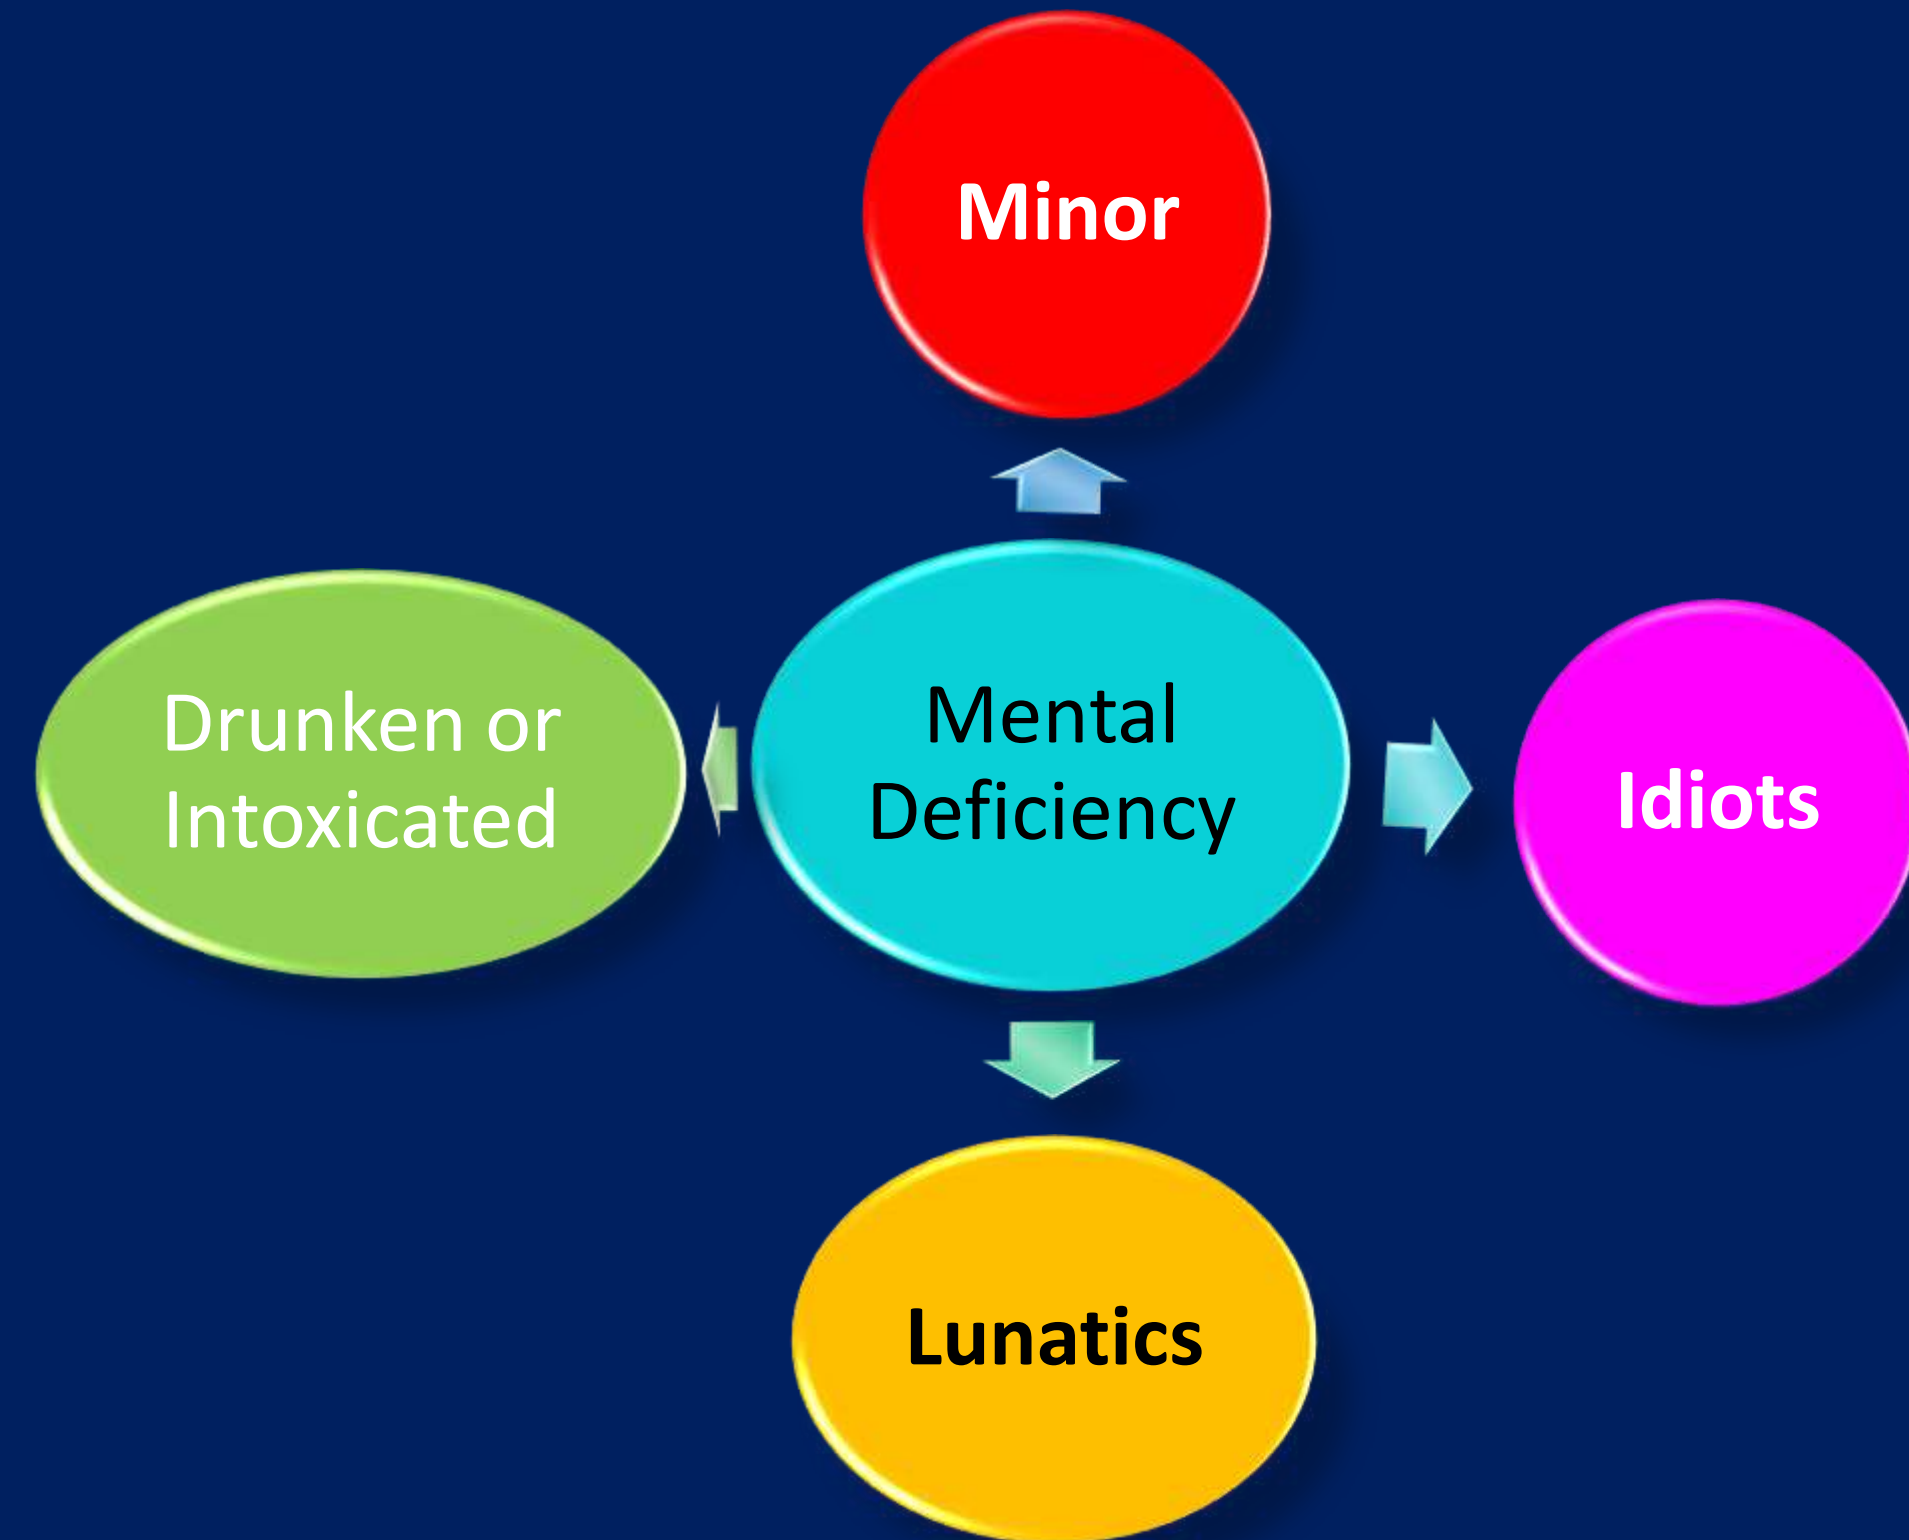 Minor
Drunken or
Intoxicated
Mental
Deficiency
Idiots
Lunatics